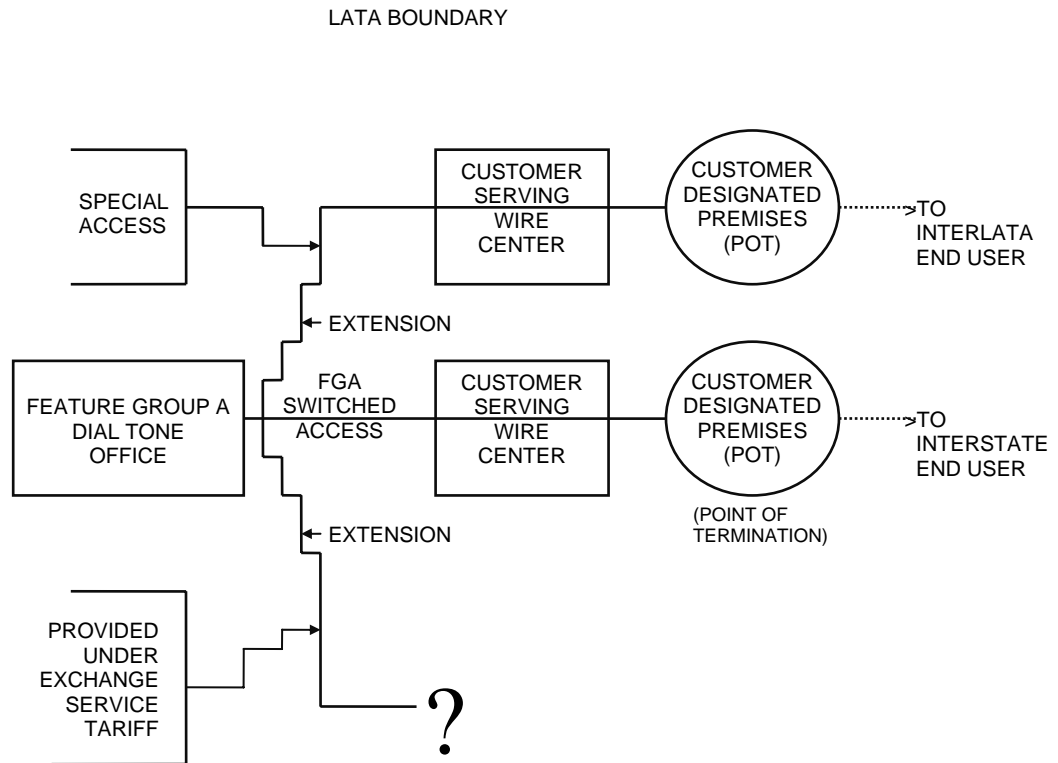 LATA BOUNDARY
SPECIAL
ACCESS
CUSTOMER
SERVING
WIRE
CENTER
CUSTOMER
DESIGNATED
PREMISES
(POT)
>TO
INTERLATA
END USER
EXTENSION
FEATURE GROUP A
DIAL TONE
OFFICE
FGA
SWITCHED
ACCESS
CUSTOMER
SERVING
WIRE
CENTER
CUSTOMER
DESIGNATED
PREMISES
(POT)
>TO
INTERSTATE
END USER
(POINT OF
TERMINATION)
EXTENSION
PROVIDED
UNDER
EXCHANGE
SERVICE
TARIFF
?